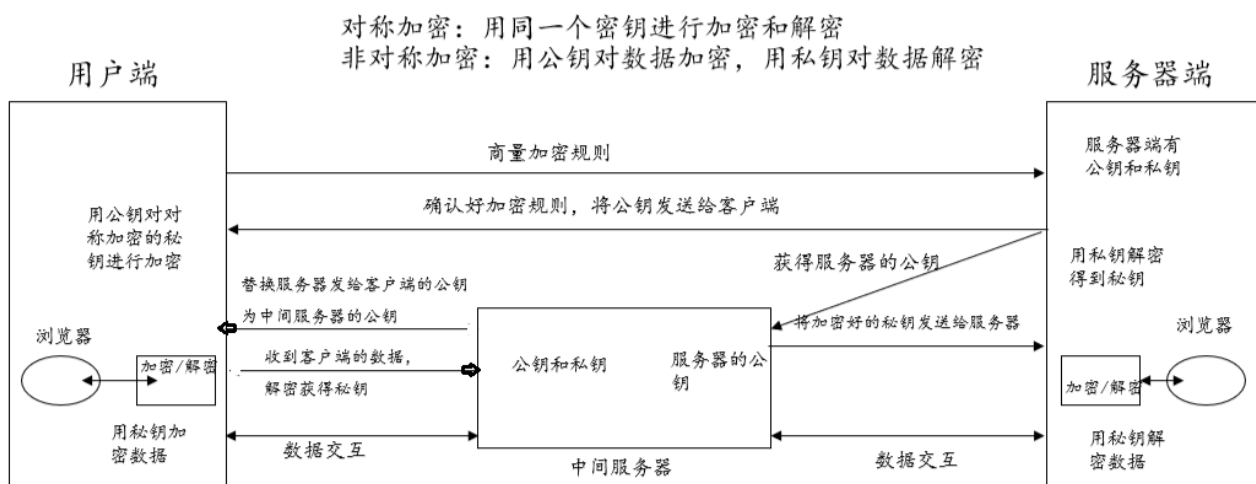 对称加密：用同一个密钥进行加密和解密
非对称加密：用公钥对数据加密，用私钥对数据解密
用户端
服务器端
商量加密规则
服务器端有
公钥和私钥
确认好加密规则，将公钥发送给客户端
用公钥对对
称加密的秘
钥进行加密
获得服务器的公钥
用私钥解密
得到秘钥
替换服务器发给客户端的公钥
为中间服务器的公钥
将加密好的秘钥发送给服务器
浏览器
加密/解密
收到客户端的数据，
解密获得秘钥
公钥和私钥
服务器的公
钥
浏览器
加密/解密
用秘钥加
密数据
数据交互
中间服务器
数据交互
用秘钥解
密数据